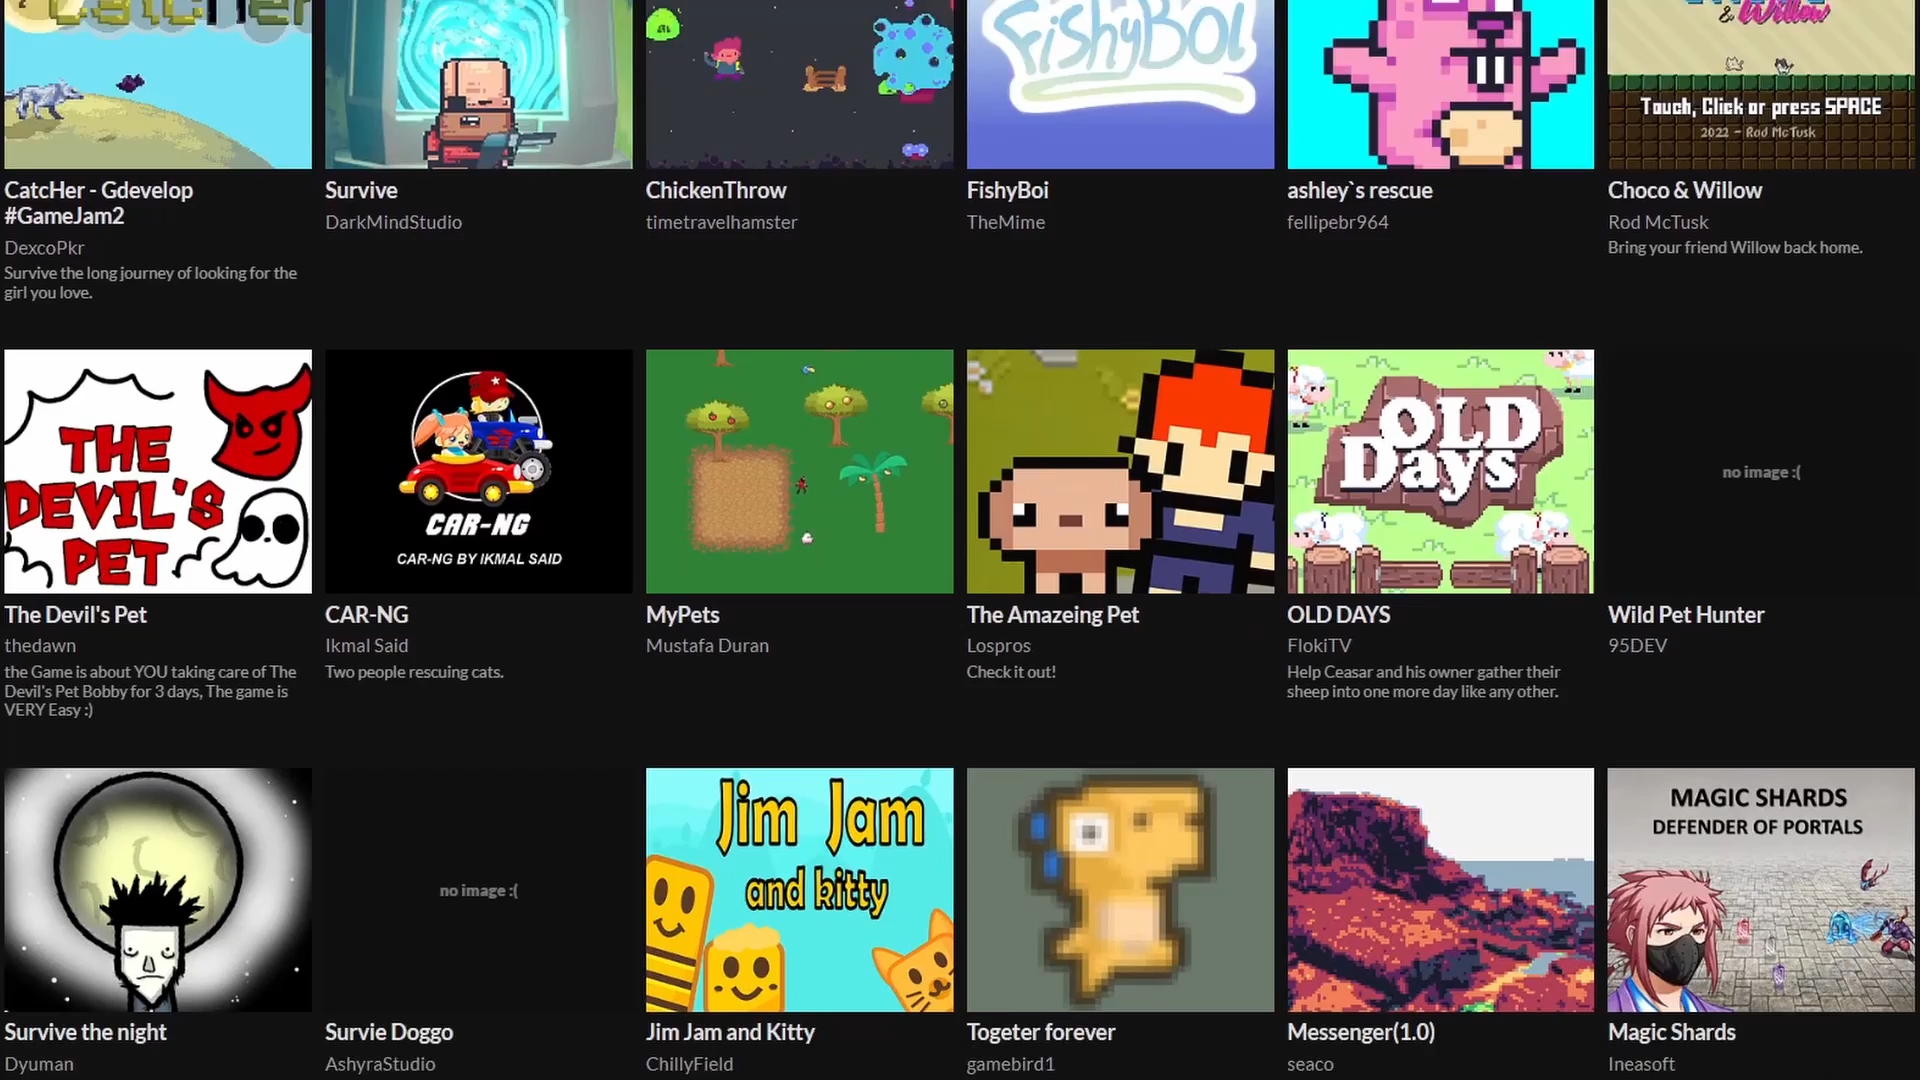 CatcHer
FishyBoi
& Willow
Touch, Click or press SPACE
2022 - Rod McTusk
CatcHer - Gdevelop
#GameJam2
DexcoPkr
Survive the long journey of looking for the
girl you love.
Survive
DarkMindStudio
ChickenThrow
timetravelhamster
FishyBoi
TheMime
ashley`s rescue
fellipebr964
Choco & Willow
Rod McTusk
Bring your friend Willow back home.
THE
DEVIL'S
PET
CAR-NG
CAR-NG BY IKMAL SAID
OLD
Days
no image :(
The Devil's Pet
thedawn
the Game is about YOU taking care of The
Devil's Pet Bobby for 3 days, The game is
VERY Easy :)
CAR-NG
Ikmal Said
Two people rescuing cats.
MyPets
Mustafa Duran
The Amazeing Pet
Lospros
Check it out!
OLD DAYS
FlokiTV
Help Ceasar and his owner gather their
sheep into one more day like any other.
Wild Pet Hunter
95DEV
no image :(
Jim Jam
and kitty
MAGIC SHARDS
DEFENDER OF PORTALS
Survive the night
Dyuman
Survie Doggo
AshyraStudio
Jim Jam and Kitty
ChillyField
Togeter forever
gamebird1
Messenger(1.0)
seaco
Magic Shards
Ineasoft